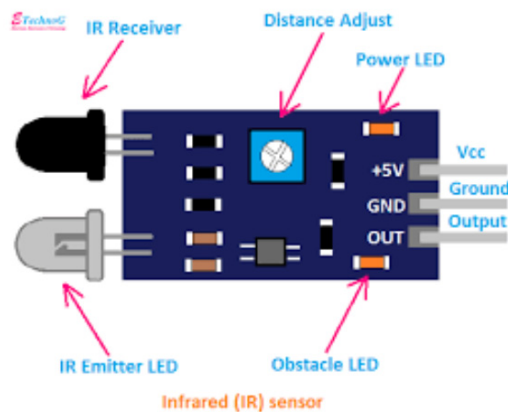 ETechnoG
IR Receiver
Distance Adjust
Power LED
+5V
Vcc
GND
Ground
OUT
Output
IR Emitter LED
Obstacle LED
Infrared (IR) sensor